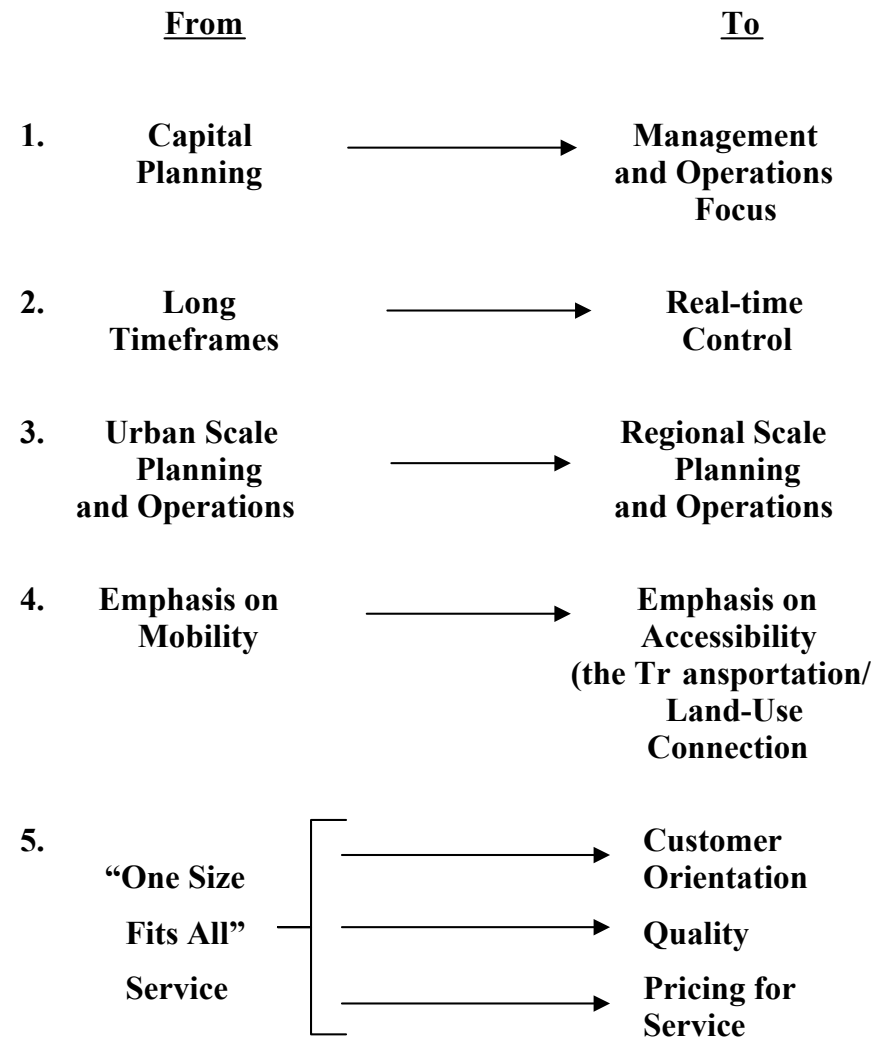 From To
1. Capital Management
Planning and Operations
Focus
2. Long Real-time
Timeframes Control
3. Urban Scale Regional Scale
Planning Planning
and Operations and Operations
4. Emphasis on Emphasis on
Mobility Accessibility
(the Tr ansportation/
Land-Use
Connection
5. Customer
“One Size Orientation
Fits All” Quality
Service Pricing for
Service